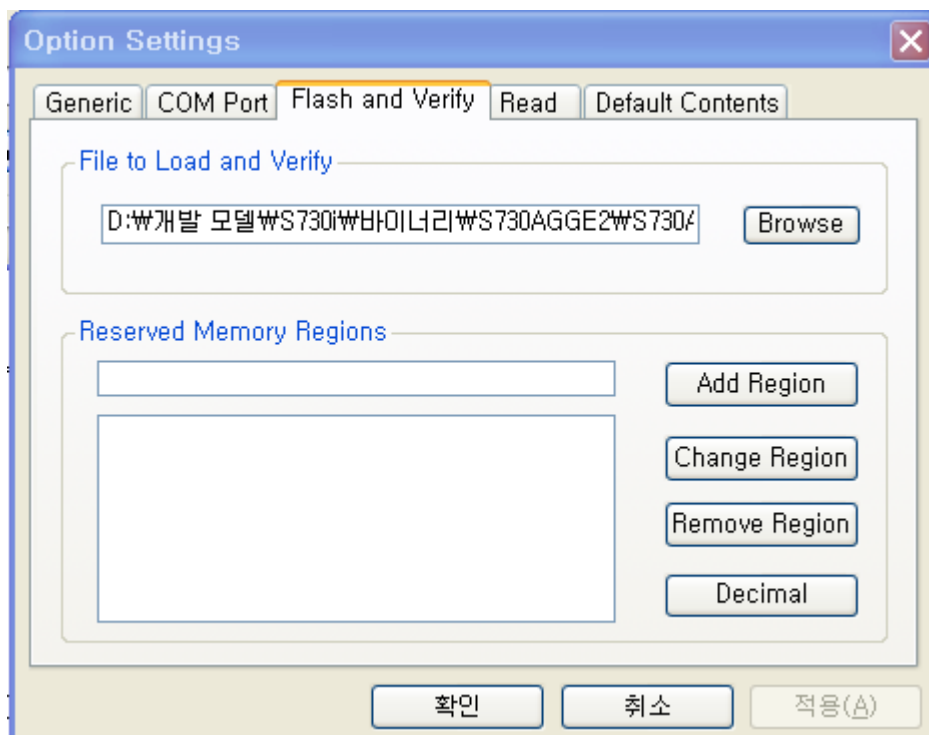 Option Settings
Generic COM Port Flash and Verify Read Default Contents
File to Load and Verify
D:₩개발 모델₩S730i₩바이너리₩S730AGGE2₩S730A
Browse
Reserved Memory Regions
Add Region
Change Region
Remove Region
Decimal
확인 취소 적용(A)